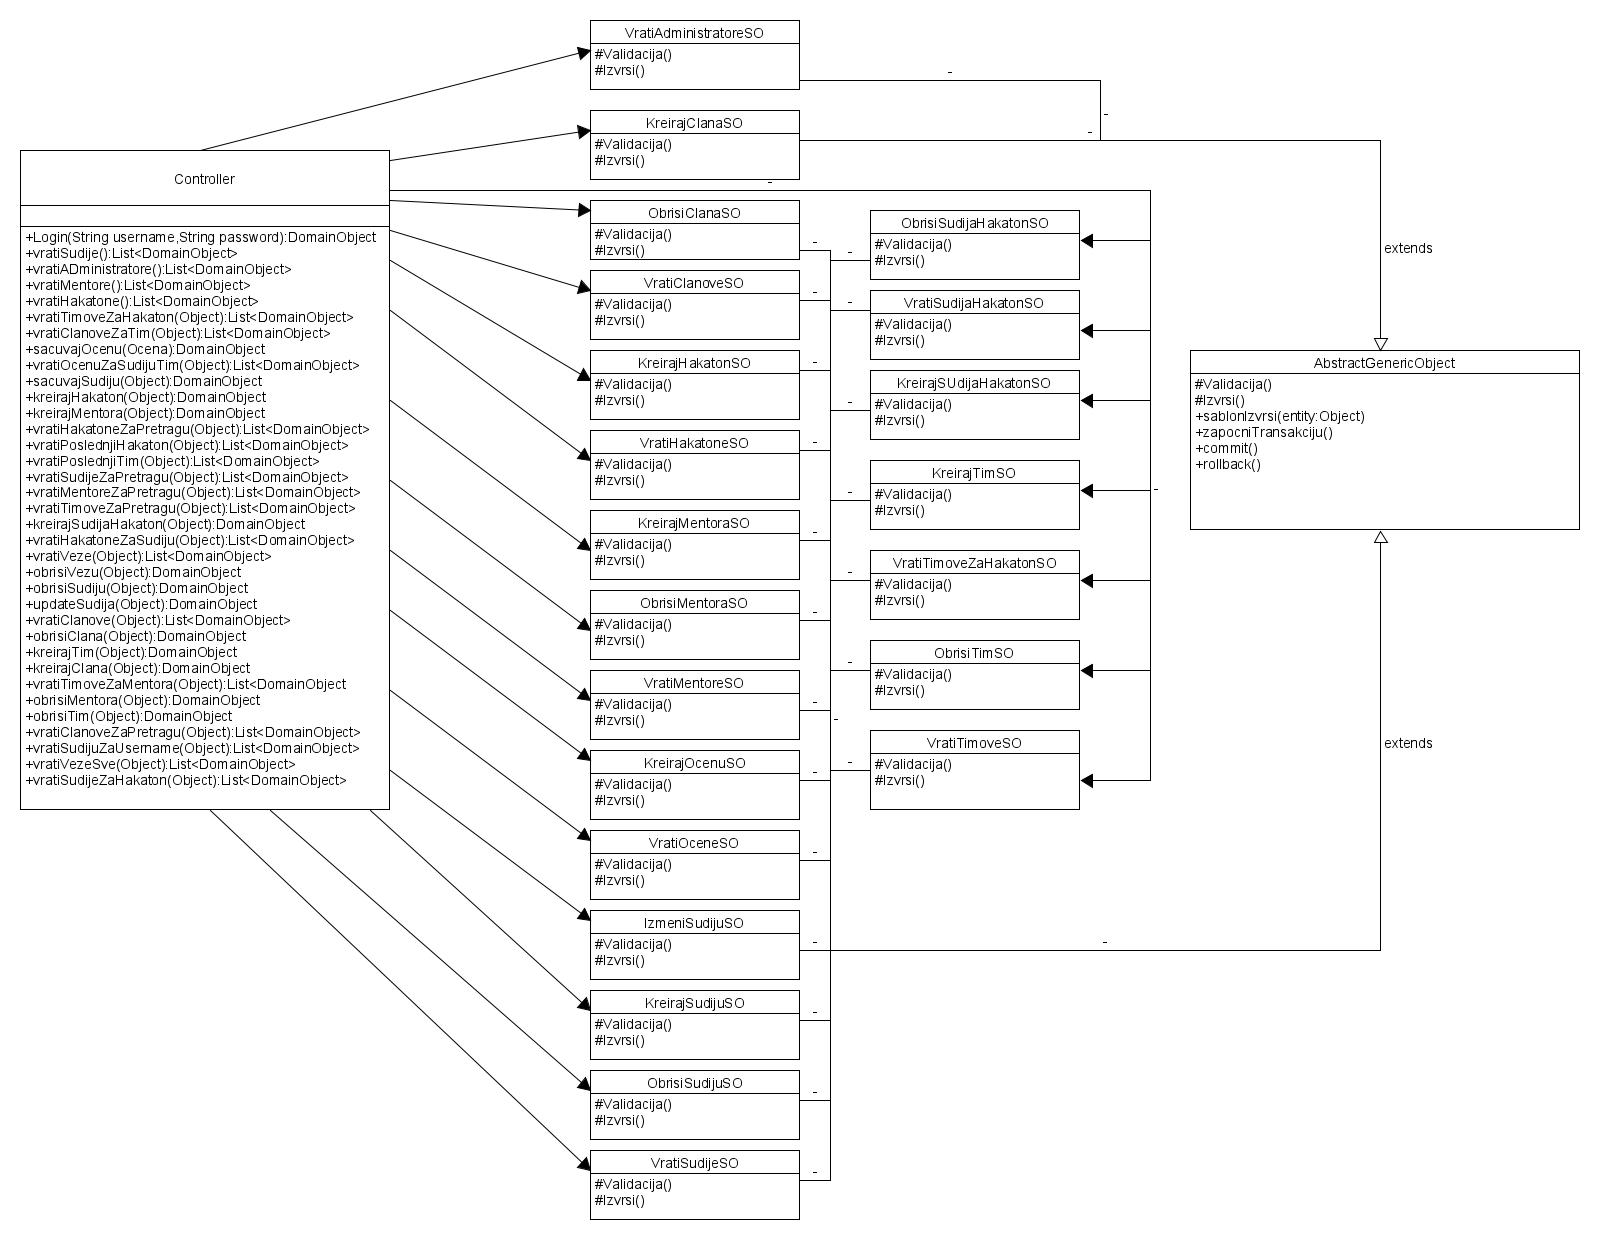 VratiAdministratoreSO
#Validacija()
#Izvrsi()
KreirajClanaSO
#Validacija()
#Izvrsi()
Controller
+Login(String username,String password):DomainObject
+vratiSudije():List<DomainObject>
+vratiADministratore():List<DomainObject>
+vratiMentore():List<DomainObject>
+vratiHakatone():List<DomainObject>
+vratiTimoveZaHakaton(Object):List<DomainObject>
+vratiClanoveZaTim(Object):List<DomainObject>
+sacuvajOcenu(Ocena):DomainObject
+vratiOcenuZaSudijuTim(Object):List<DomainObject>
+sacuvajSudiju(Object):DomainObject
+kreirajHakaton(Object):DomainObject
+kreirajMentora(Object):DomainObject
+vratiHakatoneZaPretragu(Object):List<DomainObject>
+vratiPoslednjiHakaton(Object):List<DomainObject>
+vratiPoslednjiTim(Object):List<DomainObject>
+vratiSudijeZaPretragu(Object):List<DomainObject>
+vratiMentoreZaPretragu(Object):List<DomainObject>
+vratiTimoveZaPretragu(Object):List<DomainObject>
+kreirajSudijaHakaton(Object):DomainObject
+vratiHakatoneZaSudiju(Object):List<DomainObject>
+vratiVeze(Object):List<DomainObject>
+obrisiVezu(Object):DomainObject
+obrisiSudiju(Object):DomainObject
+updateSudija(Object):DomainObject
+vratiClanove(Object):List<DomainObject>
+obrisiClana(Object):DomainObject
+kreirajTim(Object):DomainObject
+kreirajClana(Object):DomainObject
+vratiTimoveZaMentora(Object):List<DomainObject
+obrisiMentora(Object):DomainObject
+obrisiTim(Object):DomainObject
+vratiClanoveZaPretragu(Object):List<DomainObject>
+vratiSudijuZaUsername(Object):List<DomainObject>
+vratiVezeSve(Object):List<DomainObject>
+vratiSudijeZaHakaton(Object):List<DomainObject>
ObrisiClanaSO
#Validacija()
#Izvrsi()
VratiClanoveSO
#Validacija()
#Izvrsi()
KreirajHakatonSO
#Validacija()
#Izvrsi()
VratiHakatoneSO
#Validacija()
#Izvrsi()
KreirajMentoraSO
#Validacija()
#Izvrsi()
ObrisiMentoraSO
#Validacija()
#Izvrsi()
VratiMentoreSO
#Validacija()
#Izvrsi()
KreirajOcenuSO
#Validacija()
#Izvrsi()
VratiOceneSO
#Validacija()
#Izvrsi()
IzmeniSudijuSO
#Validacija()
#Izvrsi()
KreirajSudijuSO
#Validacija()
#Izvrsi()
ObrisiSudijuSO
#Validacija()
#Izvrsi()
VratiSudijeSO
#Validacija()
#Izvrsi()
ObrisiSudijaHakatonSO
#Validacija()
#Izvrsi()
VratiSudijaHakatonSO
#Validacija()
#Izvrsi()
KreirajSUdijaHakatonSO
#Validacija()
#Izvrsi()
KreirajTimSO
#Validacija()
#Izvrsi()
VratiTimoveZaHakatonSO
#Validacija()
#Izvrsi()
ObrisiTimSO
#Validacija()
#Izvrsi()
VratiTimoveSO
#Validacija()
#Izvrsi()
extends
AbstractGenericObject
#Validacija()
#Izvrsi()
+sablonIzvrsi(entity:Object)
+zapocniTransakciju()
+commit()
+rollback()
extends